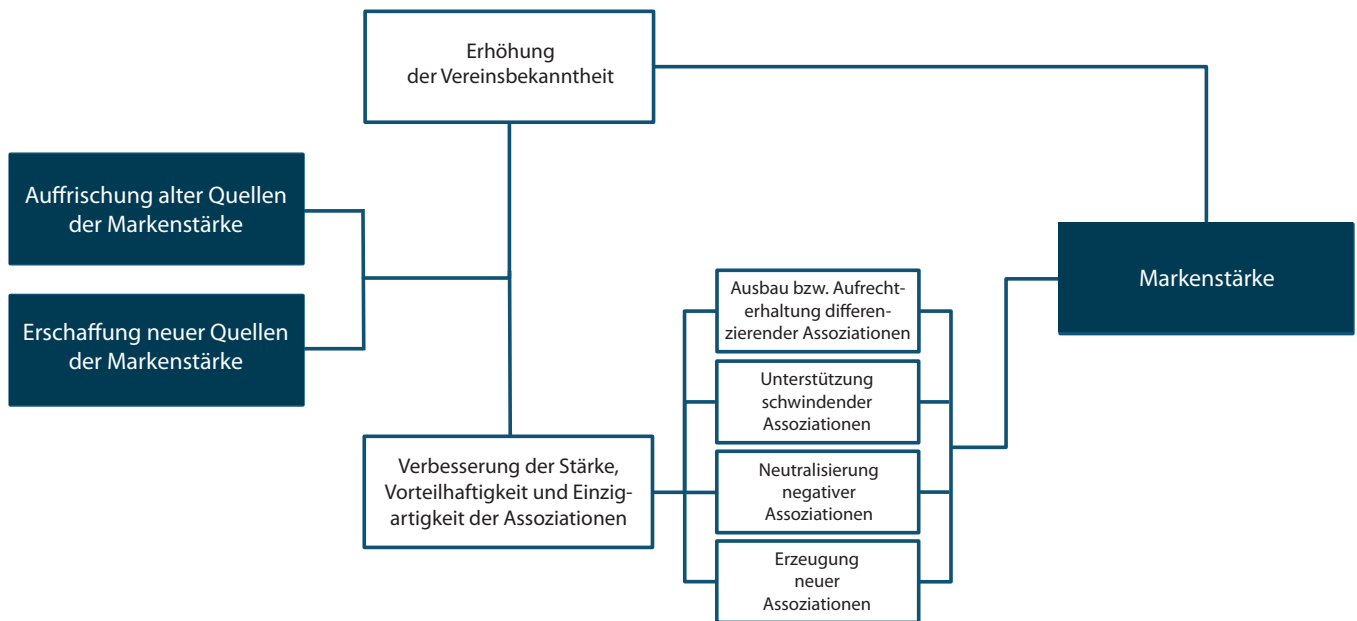 Erhöhung
der Vereinsbekanntheit
Auffrischung alter Quellen
der Markenstärke
Erschaffung neuer Quellen
der Markenstärke
Verbesserung der Stärke,
Vorteilhaftigkeit und Einzig-
artigkeit der Assoziationen
Ausbau bzw. Aufrecht-
erhaltung differen-
zierender Assoziationen
Unterstützung
schwindender
Assoziationen
Neutralisierung
negativer
Assoziationen
Erzeugung
neuer
Assoziationen
Markenstärke